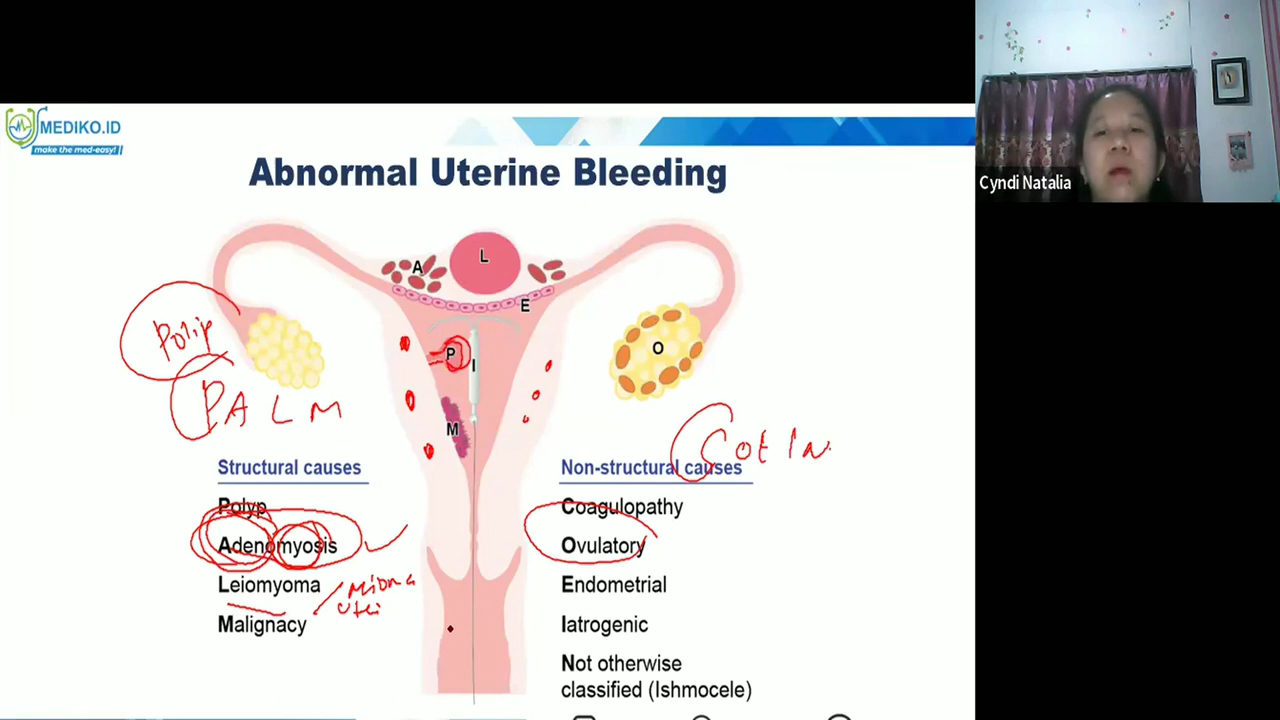 MEDIKO.ID
make the med-easy!
Cyndi Natalia
Abnormal Uterine Bleeding
L
A
E
Polip
P
I
O
PALM
M
Structural causes
Non-structural causes
Polyp
Coagulopathy
Adenomyosis
Ovulatory
Leiomyoma
Endometrial
Malignacy
Iatrogenic
Not otherwise
classified (Ishmocele)